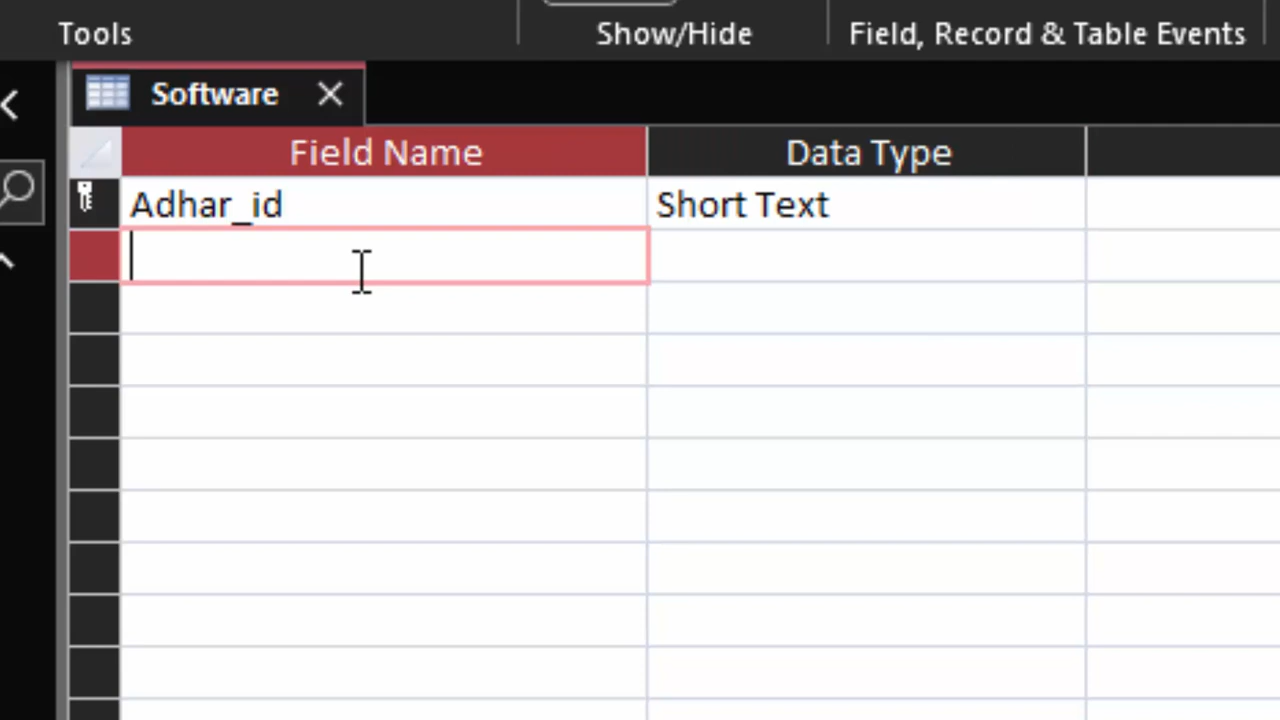 Tools Show/Hide Field, Record & Table Events
Software
Field Name Data Type
Adhar_id Short Text